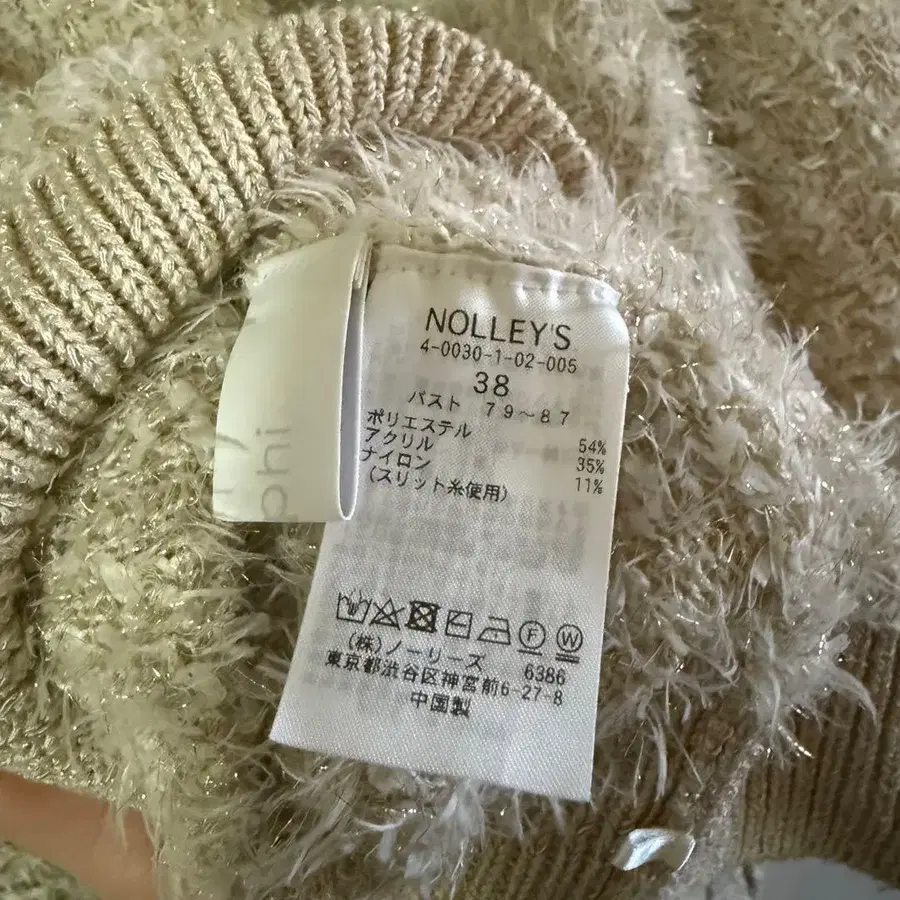 NOLLEY'S
4-0030-1-02-005
38
バスト 79～87
ポリエステル 54%
アクリル 35%
ナイロン 11%
(スリット糸使用)
F W
(株)ノーリーズ 6386
東京都渋谷区神宮前6-27-8
中国製
phi